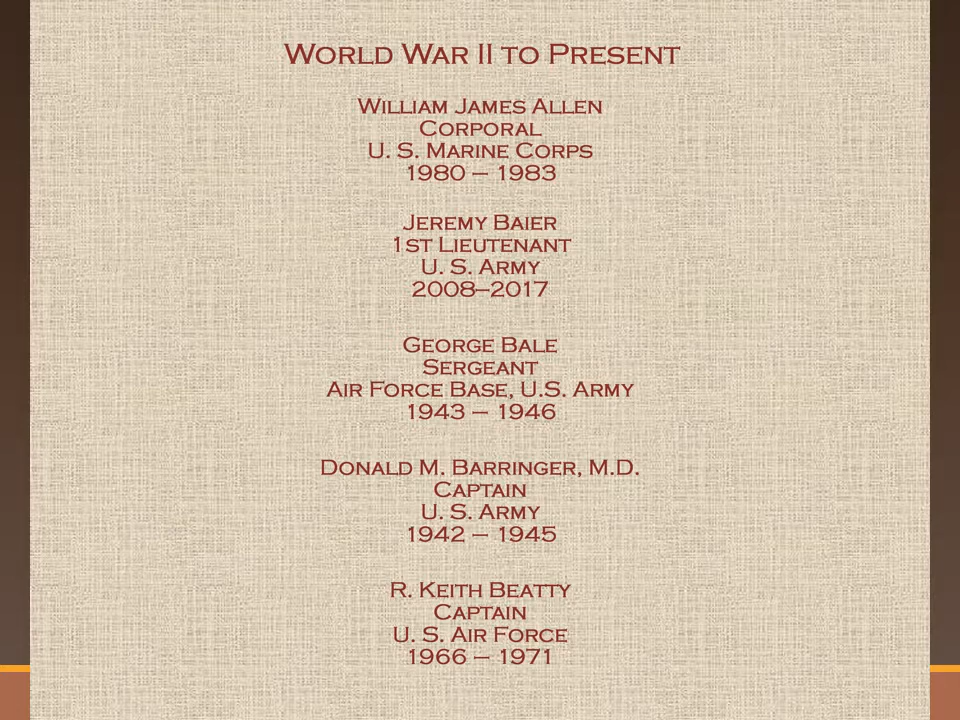 World War II to Present
William James Allen
Corporal
U. S. Marine Corps
1980 – 1983
Jeremy Baier
1st Lieutenant
U. S. Army
2008–2017
George Bale
Sergeant
Air Force Base, U.S. Army
1943 – 1946
Donald M. Barringer, M.D.
Captain
U. S. Army
1942 – 1945
R. Keith Beatty
Captain
U. S. Air Force
1966 – 1971